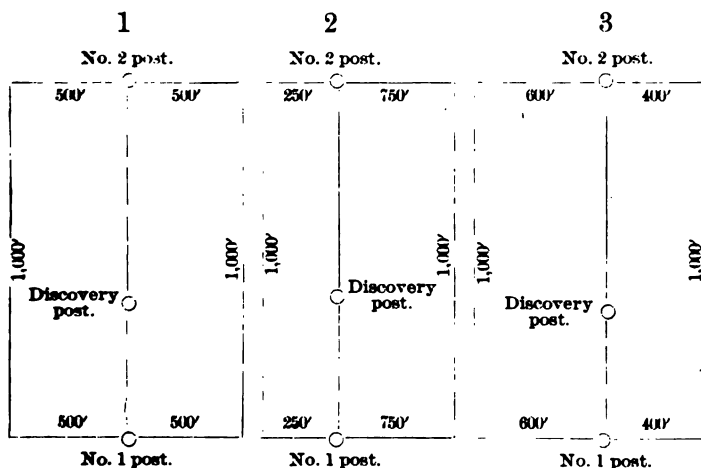 1 2 3
No. 2 post. No. 2 post. No. 2 post.
500′ 500′ 250′ 750′ 600′ 400′
1,000′ 1,000′ 1,000′ 1,000′ 1,000′ 1,000′
Discovery post.
Discovery post.
Discovery post.
500′ 500′ 250′ 750′ 600′ 400′
No. 1 post. No. 1 post. No. 1 post.